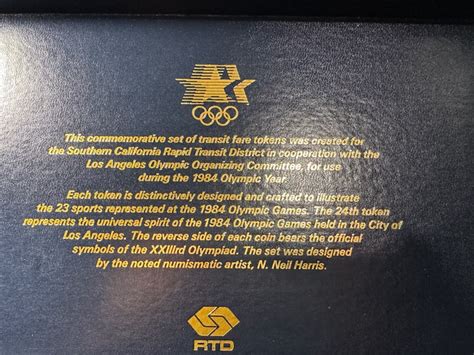 This commemorative set of transit fare tokens was created for
the Southern California Rapid Transit District in cooperation with the
Los Angeles Olympic Organizing Committee, for use
during the 1984 Olympic Year.
Each token is distinctively designed and crafted to illustrate
the 23 sports represented at the 1984 Olympic Games. The 24th token
represents the universal spirit of the 1984 Olympic Games held in the City of
Los Angeles. The reverse side of each coin bears the official
symbols of the XXIIIrd Olympiad. The set was designed
by the noted numismatic artist, N. Neil Harris.
RTD